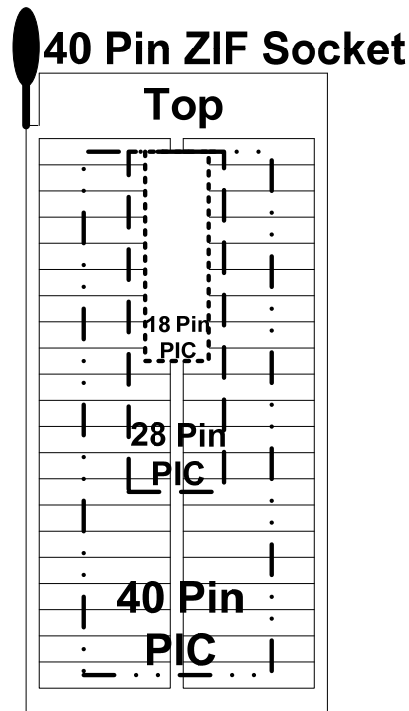 40 Pin ZIF Socket
Top
18 Pin
PIC
28 Pin
PIC
40 Pin
PIC